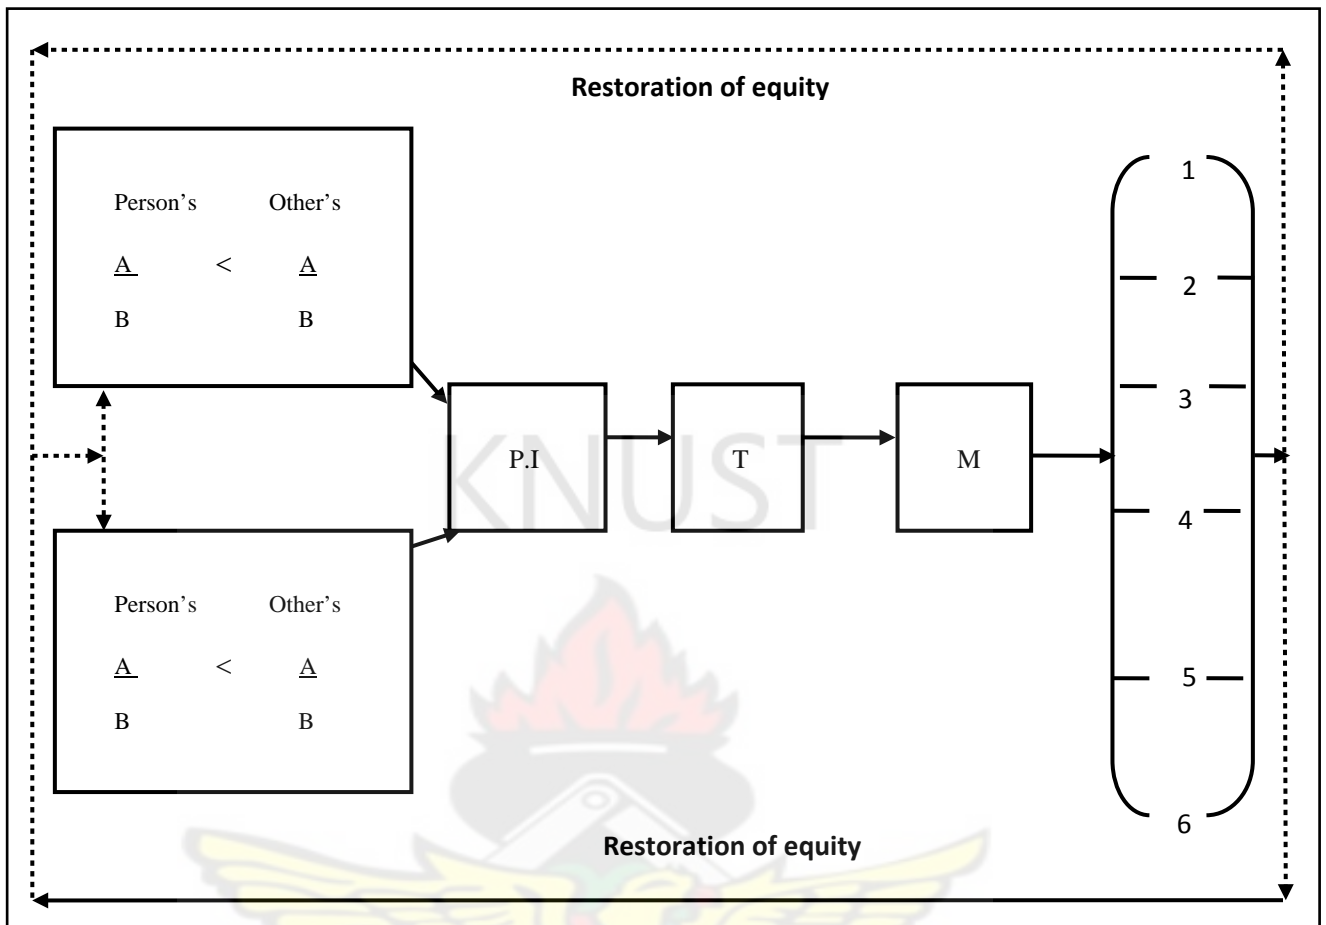 Restoration of equity
Person's Other's
A < A
B B
1
2
3
4
5
6
P.I
T
M
KNUST
Person's Other's
A < A
B B
Restoration of equity